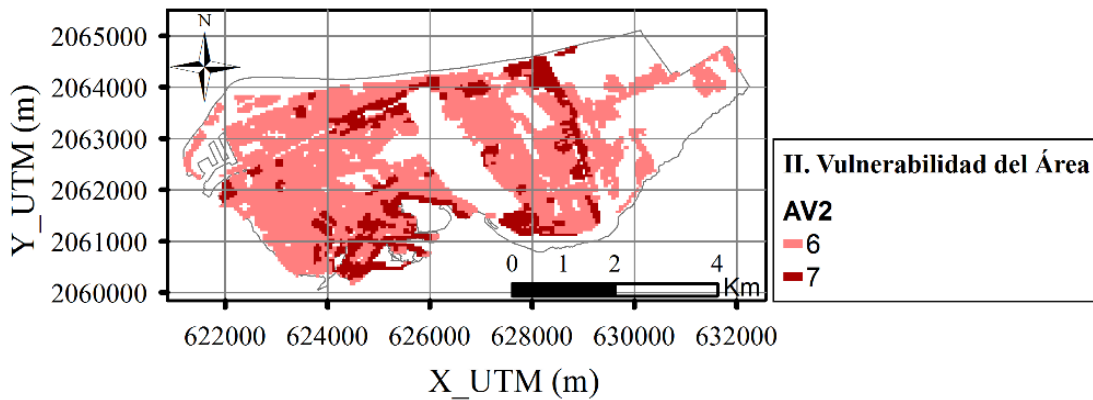 N
2065000
2064000
2063000
2062000
2061000
2060000
Y_UTM (m)
0 1 2 4
Km
622000 624000 626000 628000 630000 632000
X_UTM (m)
II. Vulnerabilidad del Área
AV2
6
7